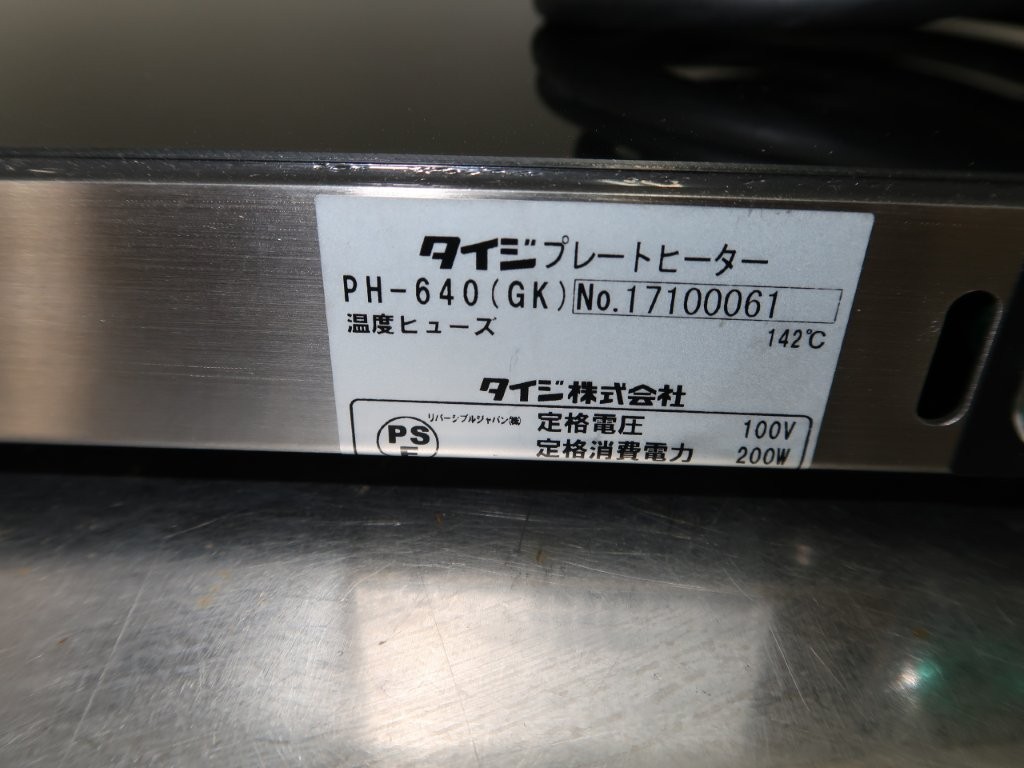 タイジプレートヒーター
PH-640(GK) No.17100061
温度ヒューズ 142℃
タイジ株式会社
PS E リバーシブルジャパン㈱ 定格電圧 100V
定格消費電力 200W